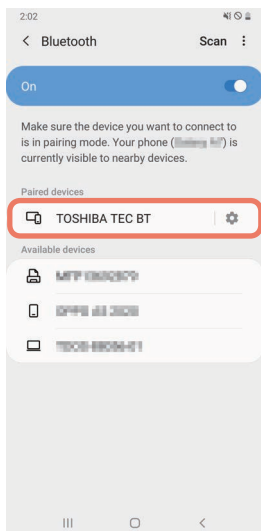 2:02
Bluetooth
Scan
On
Make sure the device you want to connect to
is in pairing mode. Your phone ( ) is
currently visible to nearby devices.
Paired devices
TOSHIBA TEC BT
Available devices